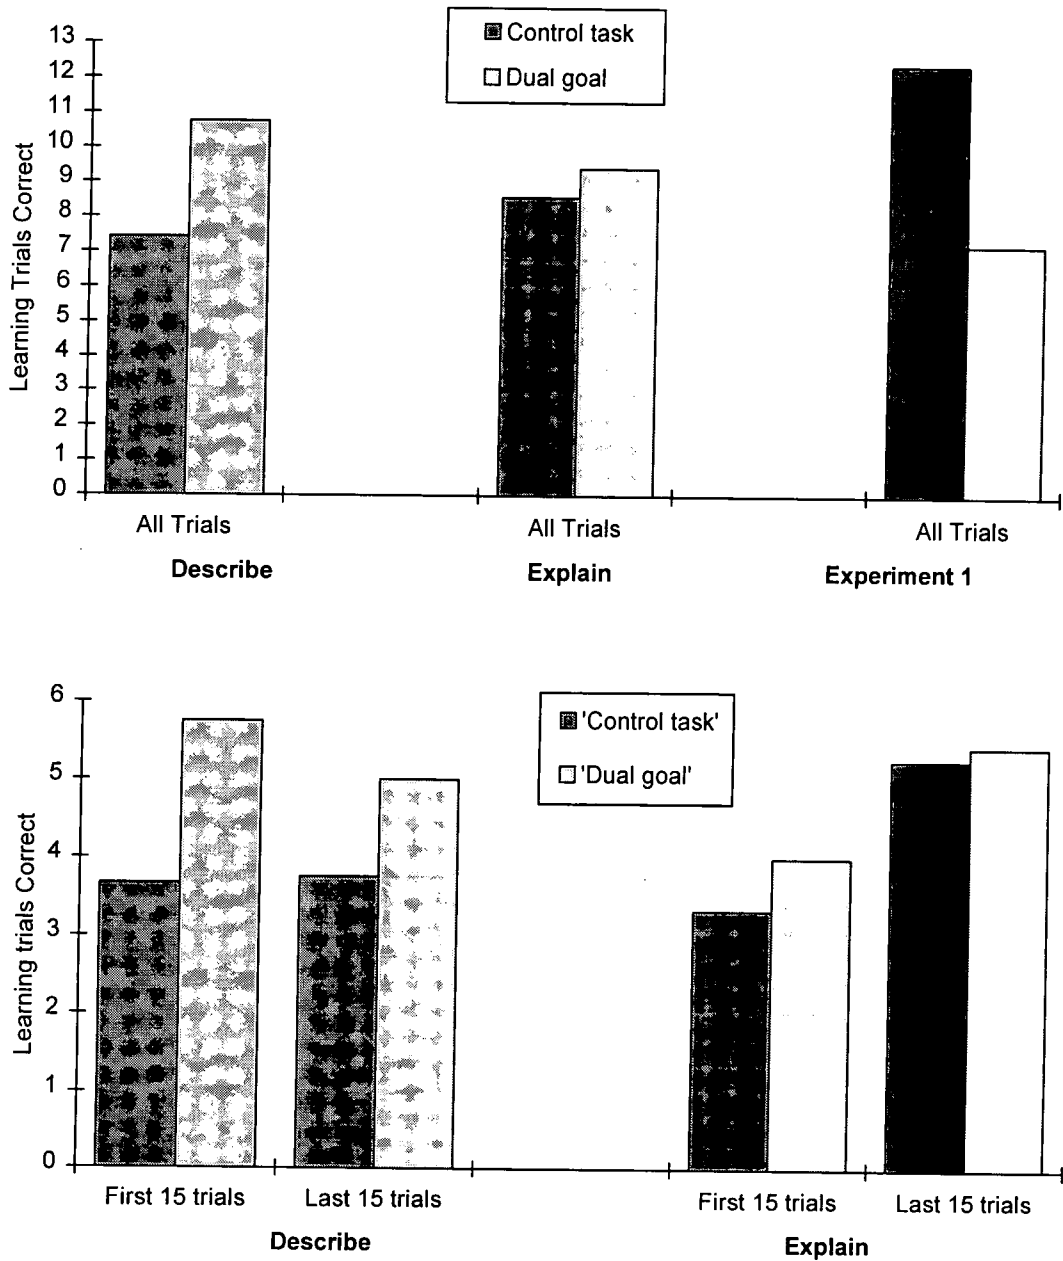 Control task
Dual goal
Learning Trials Correct
13
12
11
10
9
8
7
6
5
4
3
2
1
0
All Trials
All Trials
All Trials
Describe
Explain
Experiment 1
'Control task'
'Dual goal'
Learning trials Correct
6
5
4
3
2
1
0
First 15 trials
Last 15 trials
First 15 trials
Last 15 trials
Describe
Explain